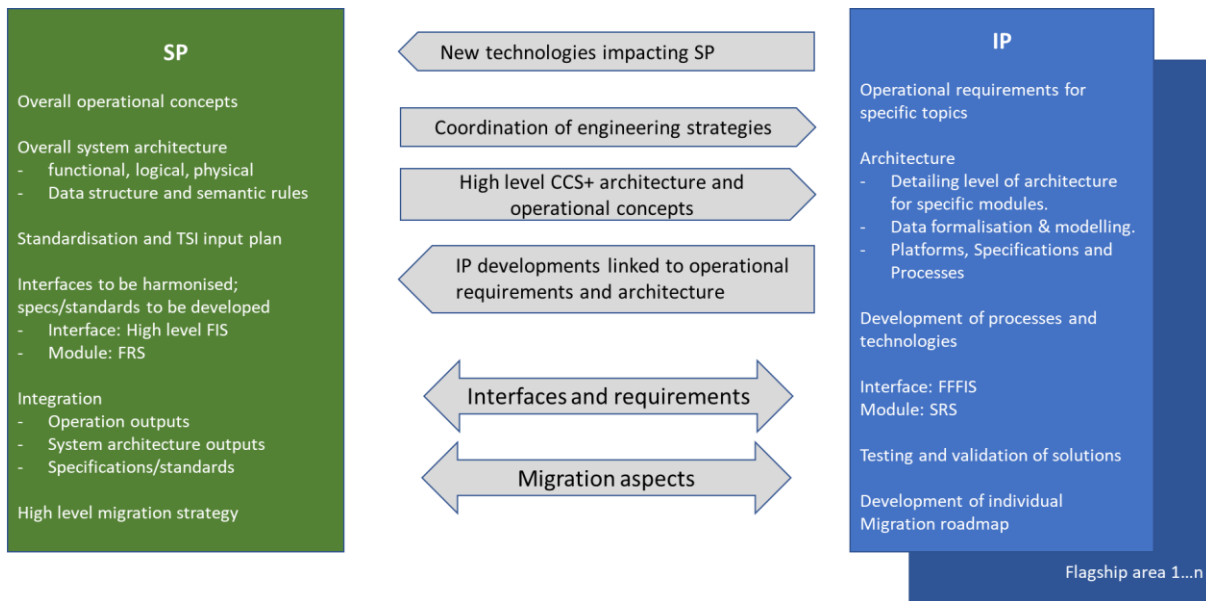 SP
Overall operational concepts
Overall system architecture
- functional, logical, physical
- Data structure and semantic rules
Standardisation and TSI input plan
Interfaces to be harmonised;
specs/standards to be developed
- Interface: High level FIS
- Module: FRS
Integration
- Operation outputs
- System architecture outputs
- Specifications/standards
High level migration strategy
New technologies impacting SP
Coordination of engineering strategies
High level CCS+ architecture and
operational concepts
IP developments linked to operational
requirements and architecture
Interfaces and requirements
Migration aspects
IP
Operational requirements for
specific topics
Architecture
- Detailing level of architecture
for specific modules.
- Data formalisation & modelling.
- Platforms, Specifications and
Processes
Development of processes and
technologies
Interface: FFFIS
Module: SRS
Testing and validation of solutions
Development of individual
Migration roadmap
Flagship area 1...n